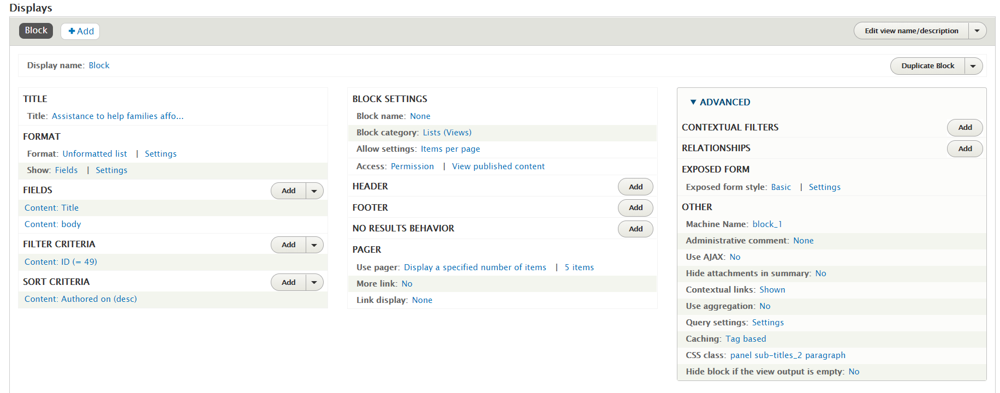 Displays
Block
Add
Edit view name/description
Display name: Block
Duplicate Block
TITLE
Title: Assistance to help families affo...
FORMAT
Format: Unformatted list | Settings
Show: Fields | Settings
FIELDS
Add
Content: Title
Content: body
FILTER CRITERIA
Add
Content: ID (= 49)
SORT CRITERIA
Add
Content: Authored on (desc)
BLOCK SETTINGS
Block name: None
Block category: Lists (Views)
Allow settings: Items per page
Access: Permission | View published content
HEADER
Add
FOOTER
Add
NO RESULTS BEHAVIOR
Add
PAGER
Use pager: Display a specified number of items | 5 items
More link: No
Link display: None
ADVANCED
CONTEXTUAL FILTERS
Add
RELATIONSHIPS
Add
EXPOSED FORM
Exposed form style: Basic | Settings
OTHER
Machine Name: block_1
Administrative comment: None
Use AJAX: No
Hide attachments in summary: No
Contextual links: Shown
Use aggregation: No
Query settings: Settings
Caching: Tag based
CSS class: panel sub-titles_2 paragraph
Hide block if the view output is empty: No